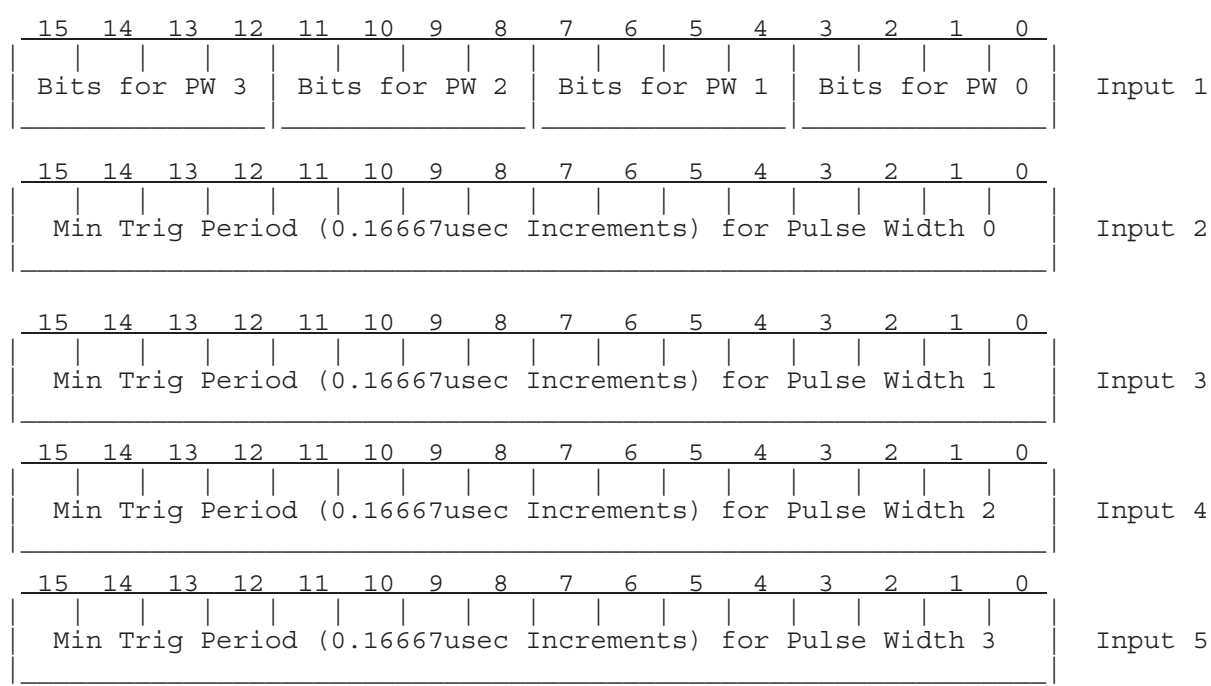 15 14 13 12 11 10 9 8 7 6 5 4 3 2 1 0
Bits for PW 3 | Bits for PW 2 | Bits for PW 1 | Bits for PW 0 | Input 1
15 14 13 12 11 10 9 8 7 6 5 4 3 2 1 0
Min Trig Period (0.16667usec Increments) for Pulse Width 0 | Input 2
15 14 13 12 11 10 9 8 7 6 5 4 3 2 1 0
Min Trig Period (0.16667usec Increments) for Pulse Width 1 | Input 3
15 14 13 12 11 10 9 8 7 6 5 4 3 2 1 0
Min Trig Period (0.16667usec Increments) for Pulse Width 2 | Input 4
15 14 13 12 11 10 9 8 7 6 5 4 3 2 1 0
Min Trig Period (0.16667usec Increments) for Pulse Width 3 | Input 5